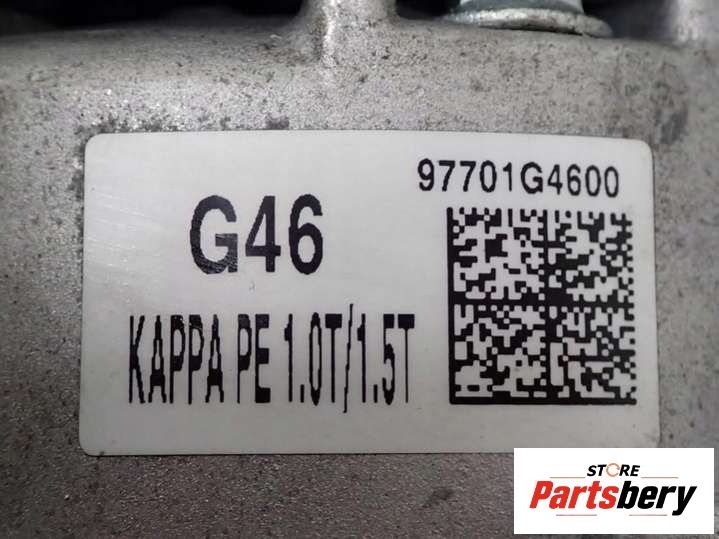 97701G4600
G46
KAPPA PE 1.0T/1.5T
STORE
Partsbery